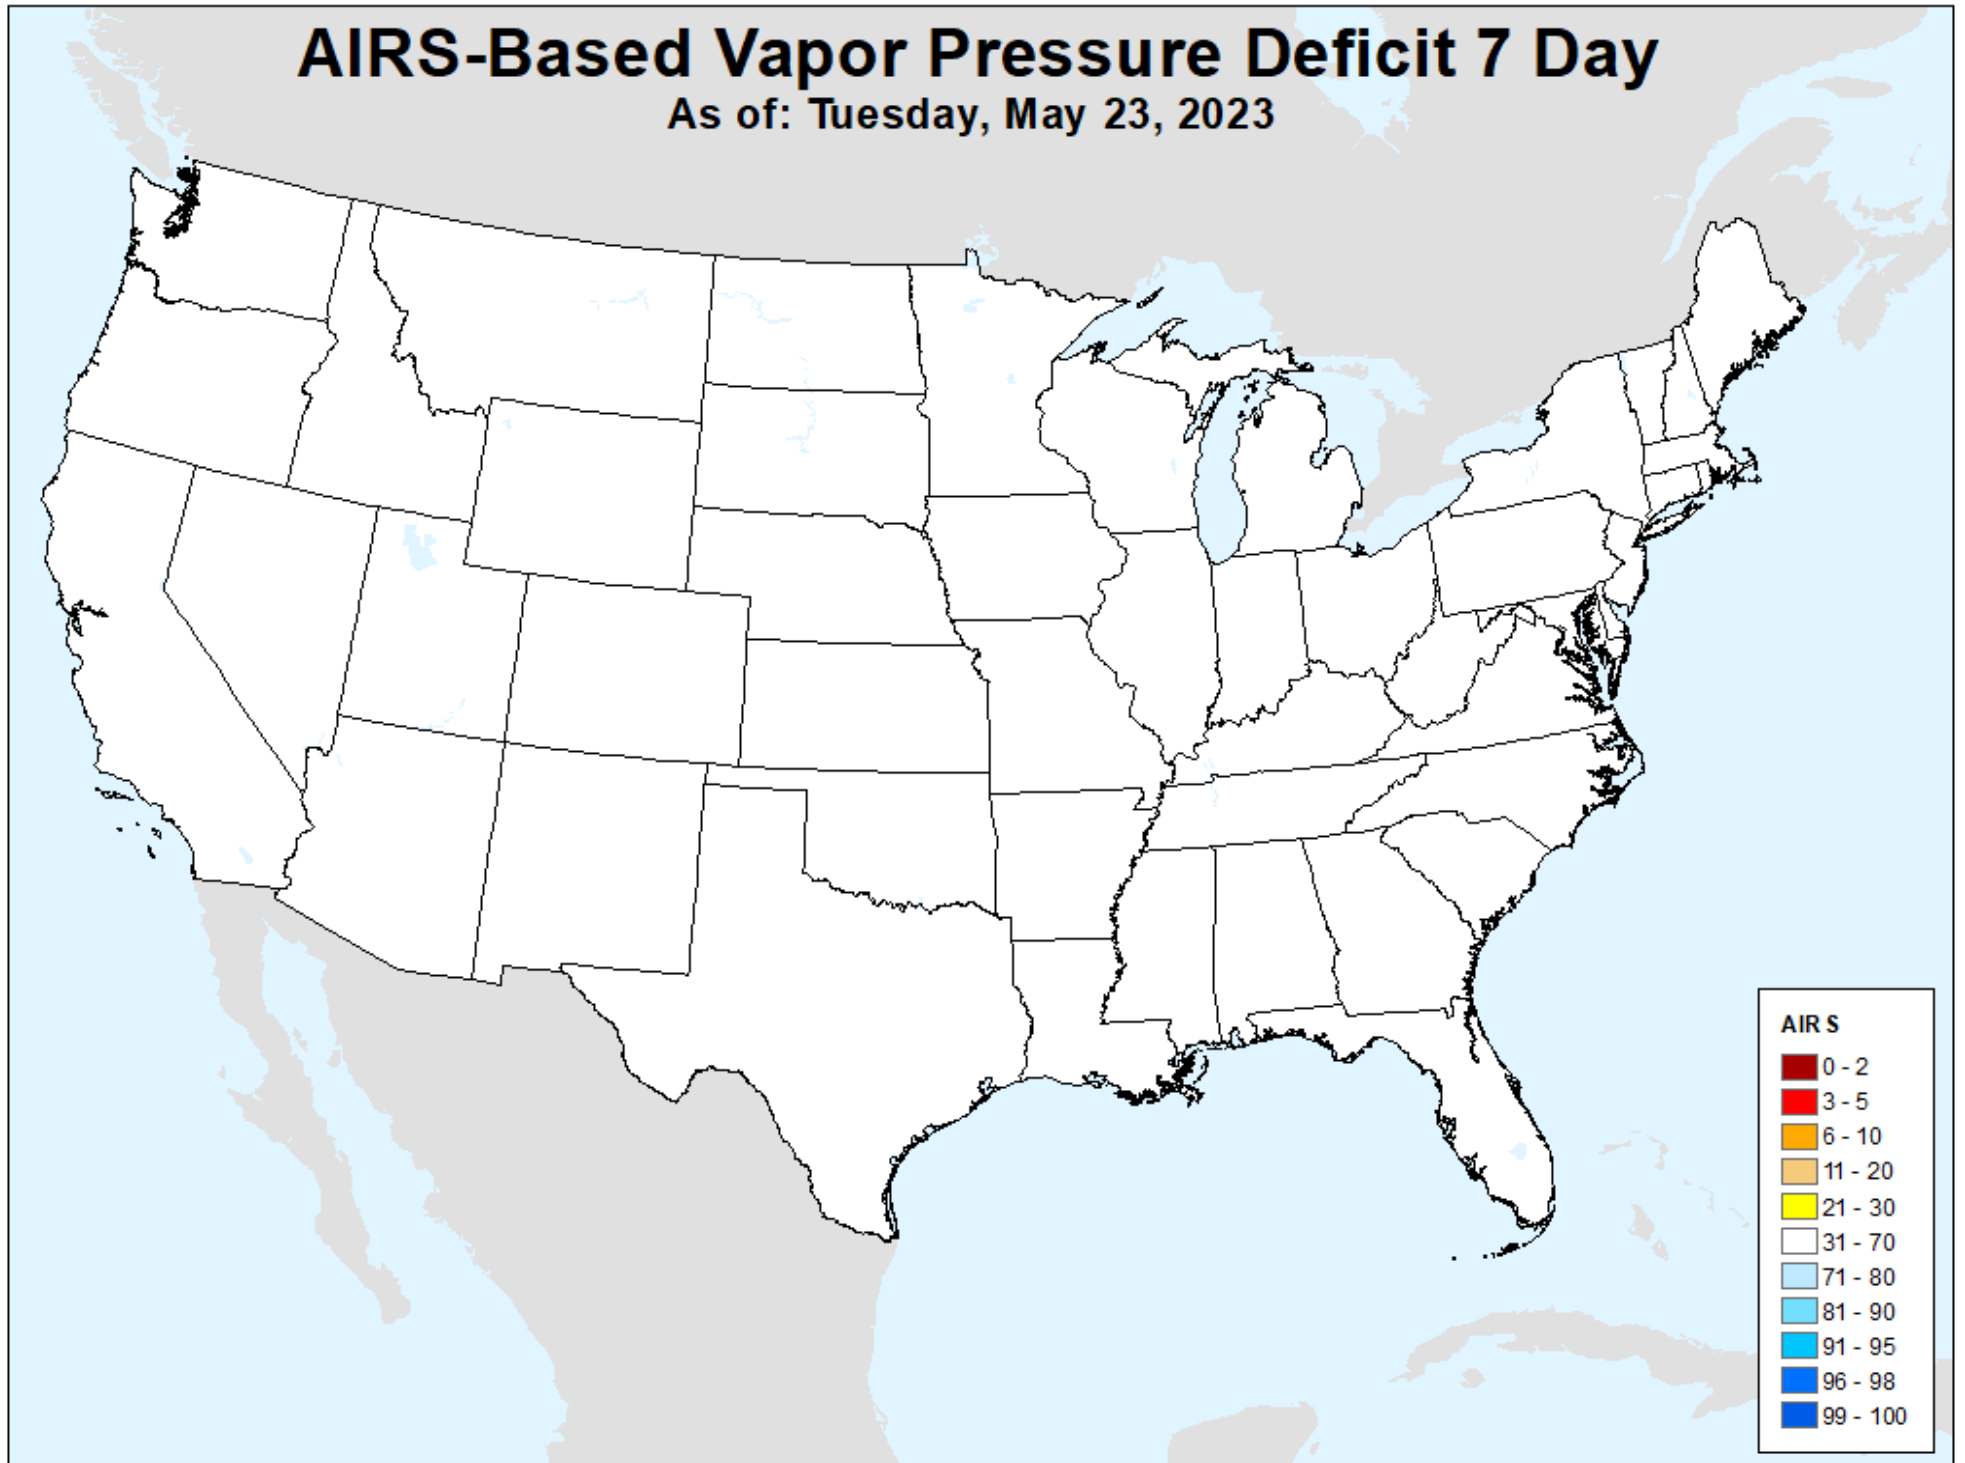 AIRS-Based Vapor Pressure Deficit 7 Day
As of: Tuesday, May 23, 2023
AIRS
0 - 2
3 - 5
6 - 10
11 - 20
21 - 30
31 - 70
71 - 80
81 - 90
91 - 95
96 - 98
99 - 100